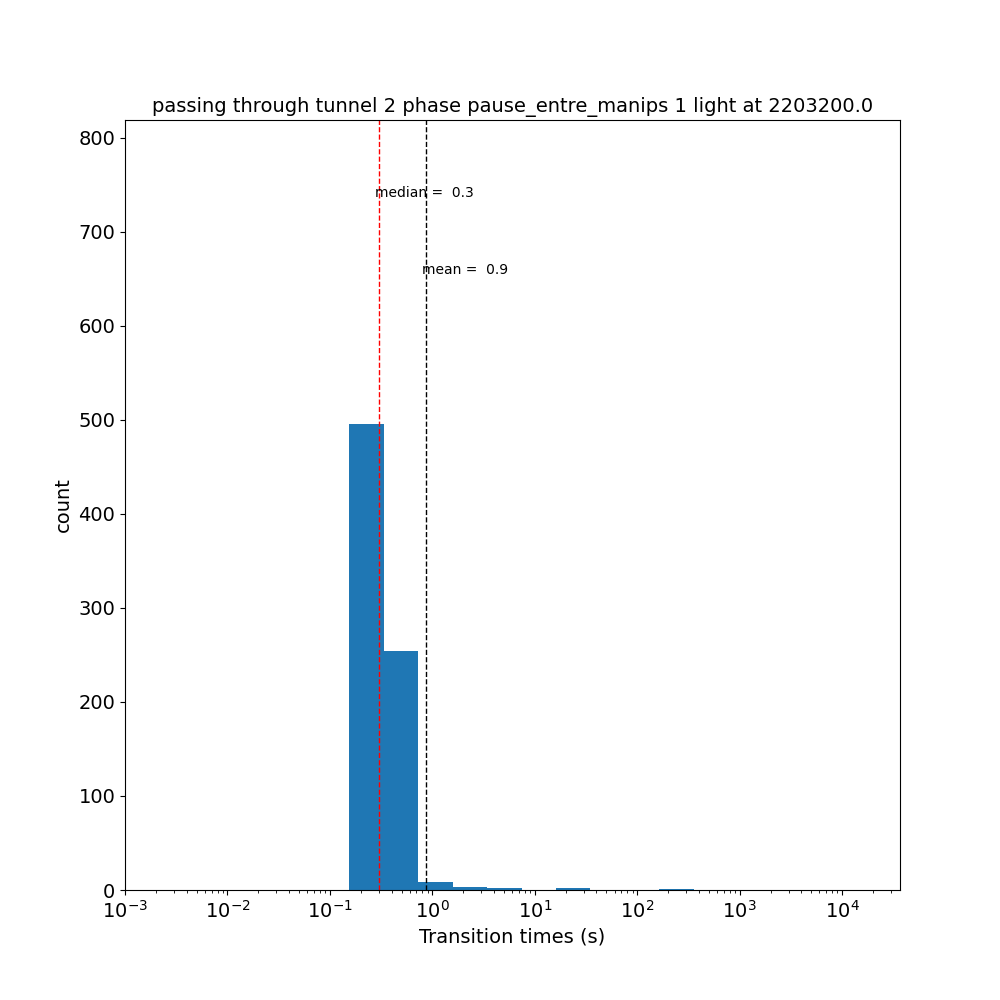 passing through tunnel 2 phase pause_entre_manips 1 light at 2203200.0
800
median =  0.3
700
mean =  0.9
600
500
count
400
300
200
100
0
10⁻³ 10⁻² 10⁻¹ 10⁰ 10¹ 10² 10³ 10⁴
Transition times (s)